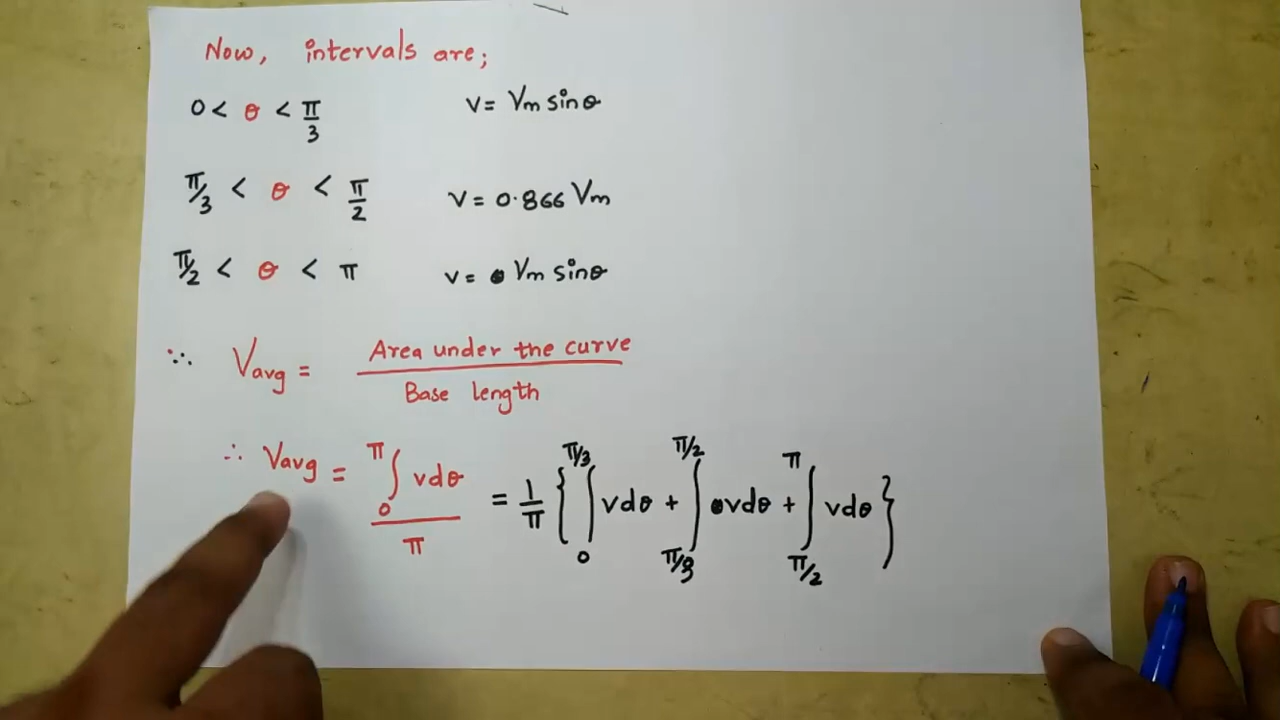 Now, intervals are;
0 < θ < π/3 v = Vm sinθ
π/3 < θ < π/2 v = 0.866 Vm
π/2 < θ < π v = Vm sinθ
∵ Vavg = Area under the curve / Base length
∴ Vavg = ∫₀^π vdθ / π = 1/π { ∫₀^π/3 vdθ + ∫π/3^π/2 vdθ + ∫π/2^π vdθ }